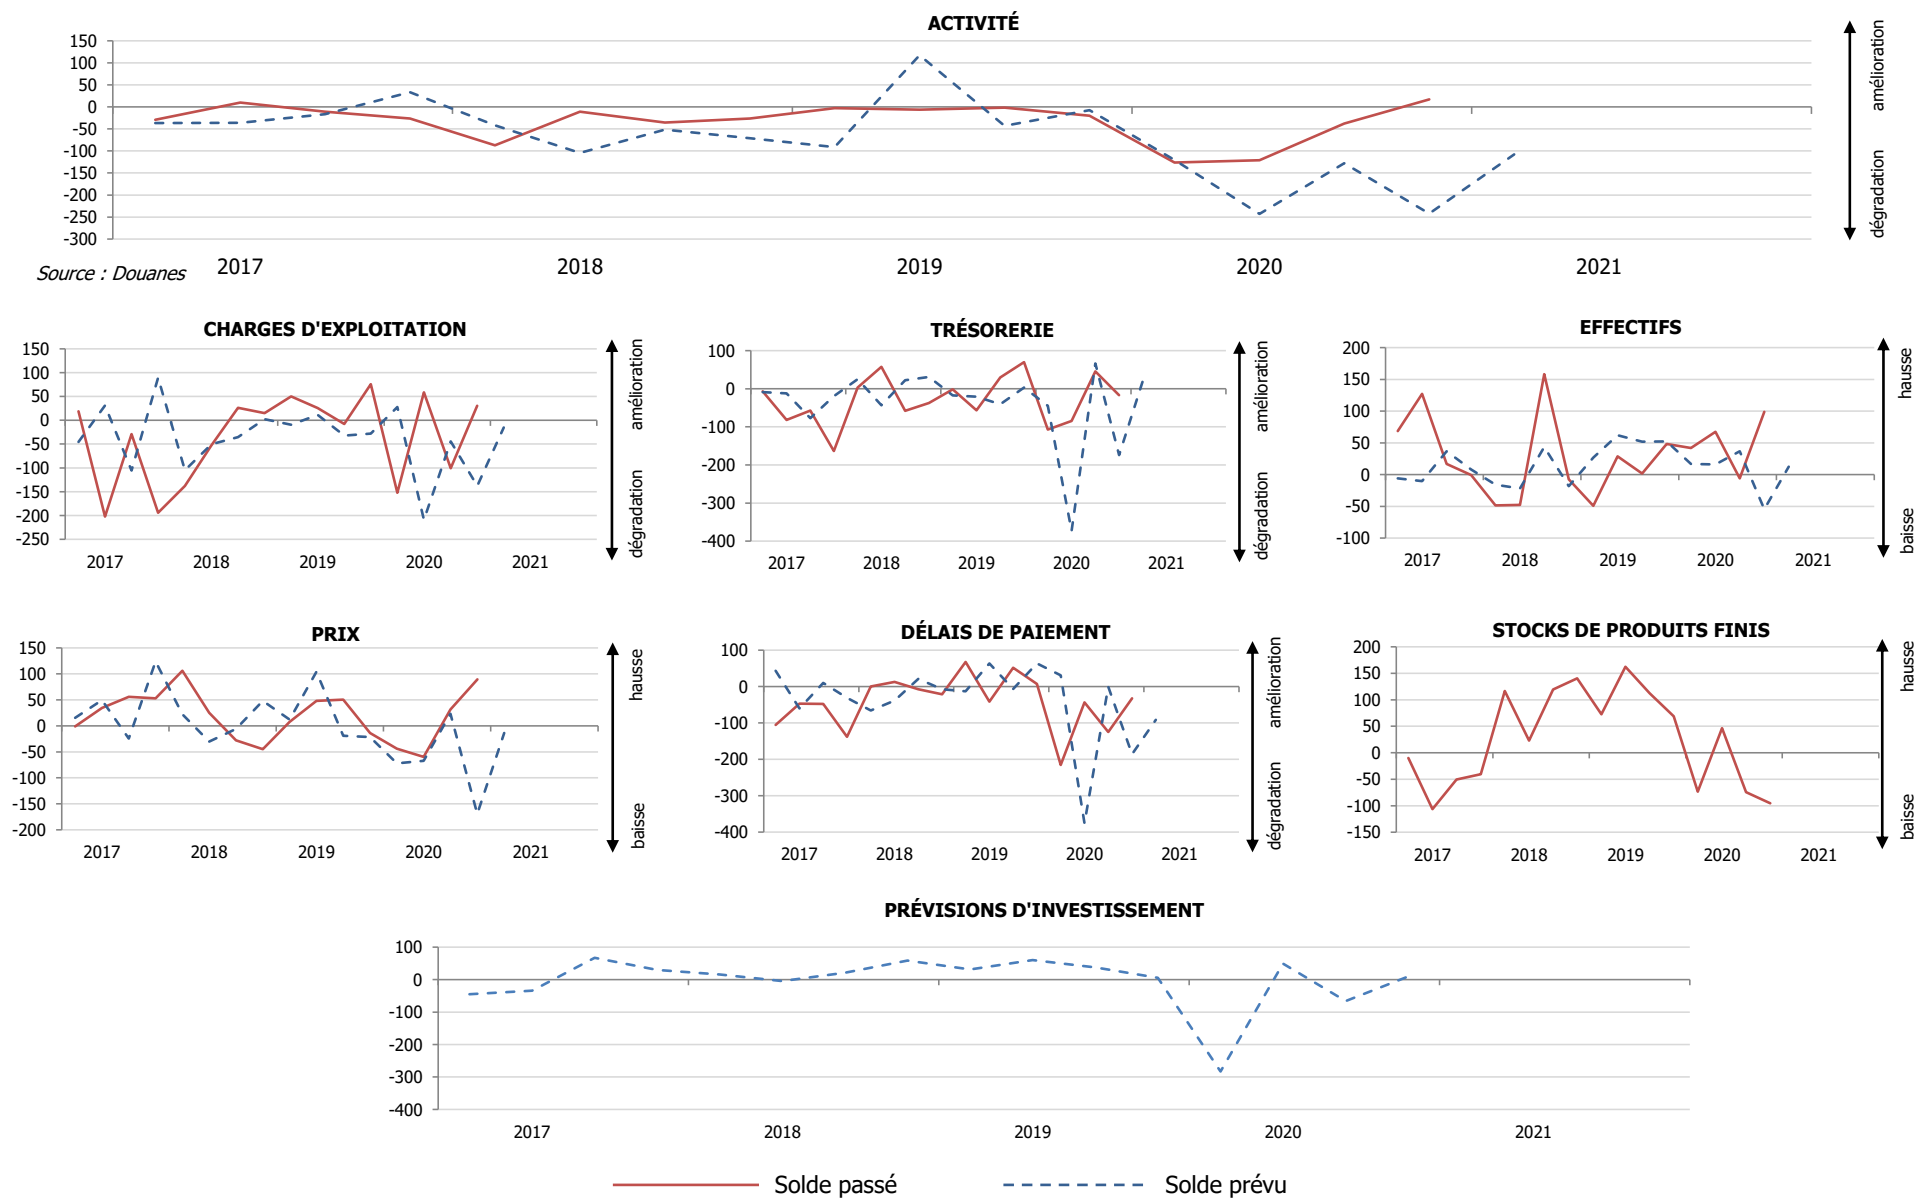 ACTIVITÉ
150
100
50
0
-50
-100
-150
-200
-250
-300
amélioration
dégradation
2017 2018 2019 2020 2021
Source : Douanes
CHARGES D'EXPLOITATION
150
100
50
0
-50
-100
-150
-200
-250
2017 2018 2019 2020 2021
amélioration
dégradation
TRÉSORERIE
100
0
-100
-200
-300
-400
2017 2018 2019 2020 2021
amélioration
dégradation
EFFECTIFS
200
150
100
50
0
-50
-100
2017 2018 2019 2020 2021
hausse
baisse
PRIX
150
100
50
0
-50
-100
-150
-200
2017 2018 2019 2020 2021
hausse
baisse
DÉLAIS DE PAIEMENT
100
0
-100
-200
-300
-400
2017 2018 2019 2020 2021
amélioration
dégradation
STOCKS DE PRODUITS FINIS
200
150
100
50
0
-50
-100
-150
2017 2018 2019 2020 2021
hausse
baisse
PRÉVISIONS D'INVESTISSEMENT
100
0
-100
-200
-300
-400
2017 2018 2019 2020 2021
Solde passé Solde prévu